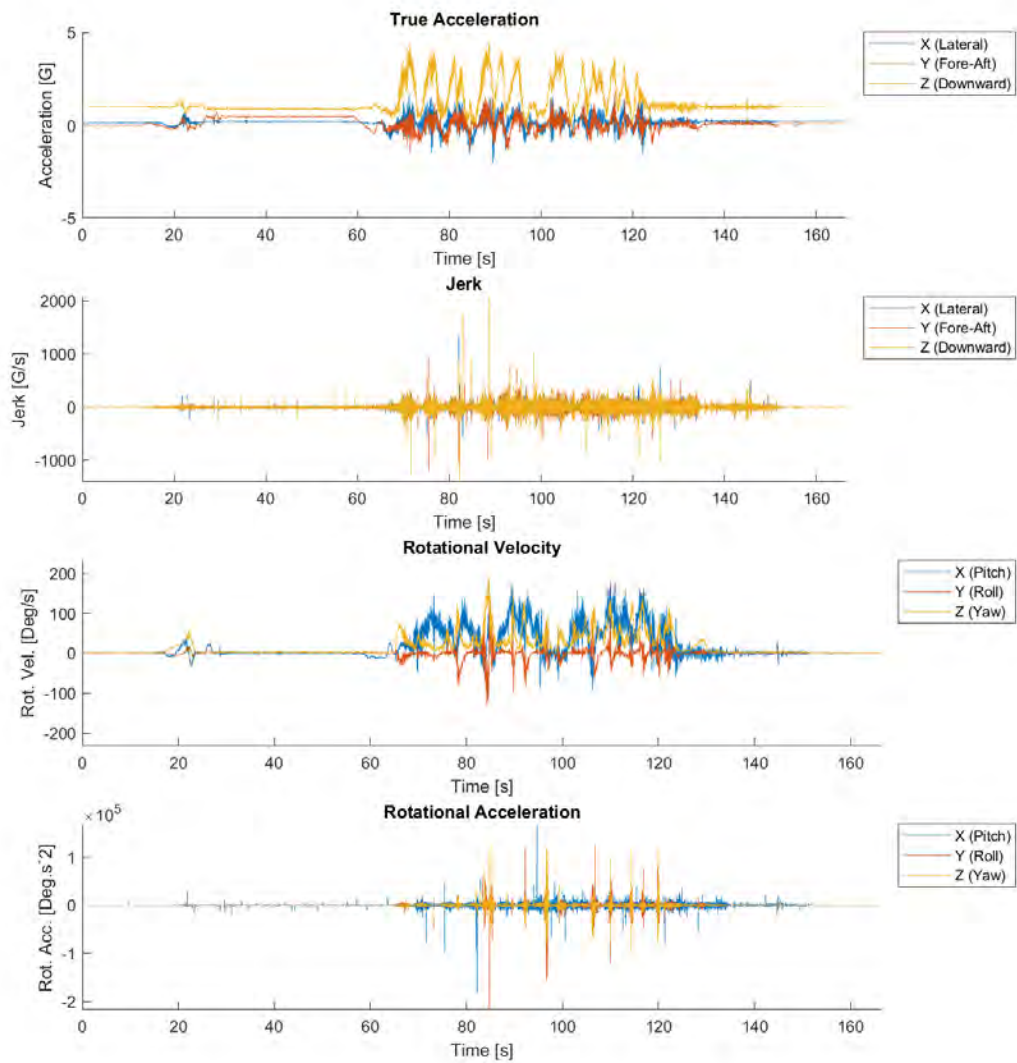 True Acceleration
X (Lateral)
Y (Fore-Aft)
Z (Downward)
Acceleration [G]
5
0
-5
0 20 40 60 80 100 120 140 160
Time [s]
Jerk
X (Lateral)
Y (Fore-Aft)
Z (Downward)
Jerk [G/s]
2000
1000
0
-1000
0 20 40 60 80 100 120 140 160
Time [s]
Rotational Velocity
X (Pitch)
Y (Roll)
Z (Yaw)
Rot. Vel. [Deg/s]
200
100
0
-100
-200
0 20 40 60 80 100 120 140 160
Time [s]
×10⁵
Rotational Acceleration
X (Pitch)
Y (Roll)
Z (Yaw)
Rot. Acc. [Deg.s^2]
1
0
-1
-2
0 20 40 60 80 100 120 140 160
Time [s]